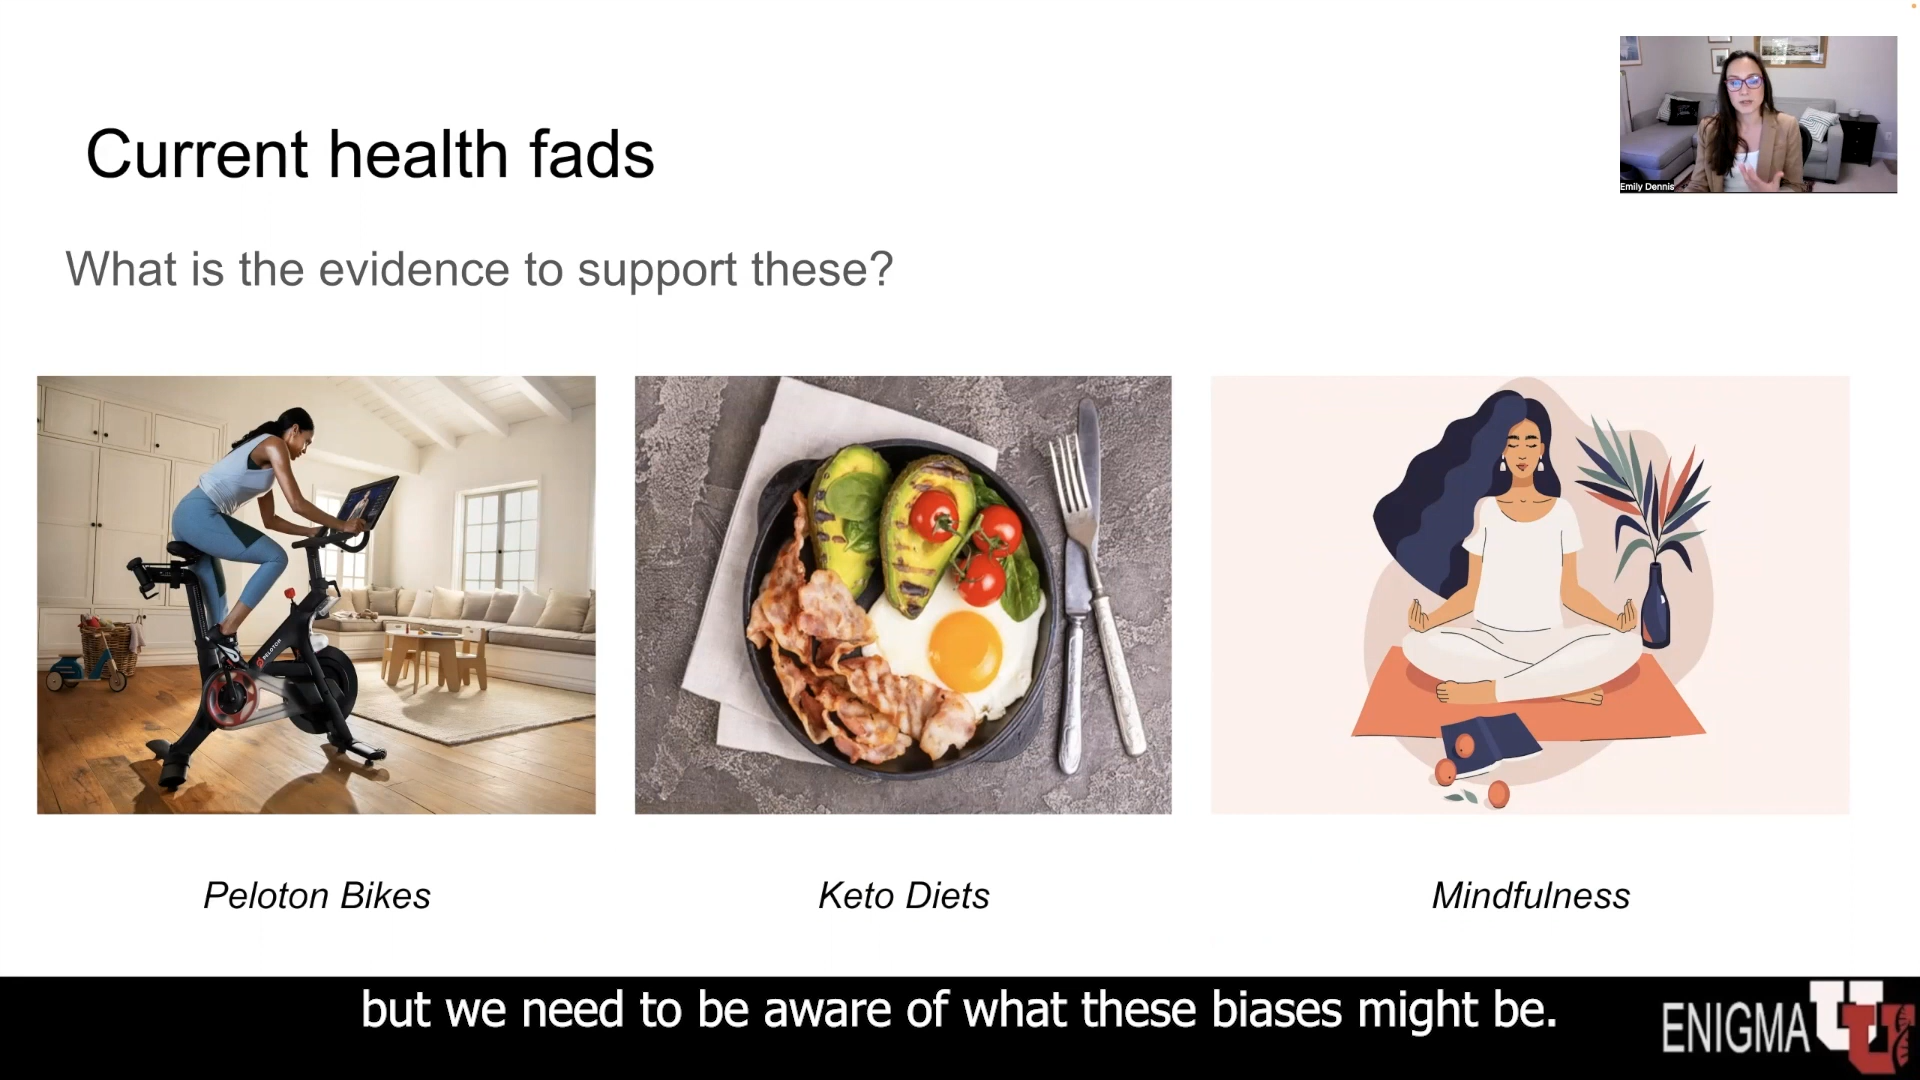 Current health fads
Emily Dennis
What is the evidence to support these?
PELOTON
Peloton Bikes
Keto Diets
Mindfulness
but we need to be aware of what these biases might be.
ENIGMA U